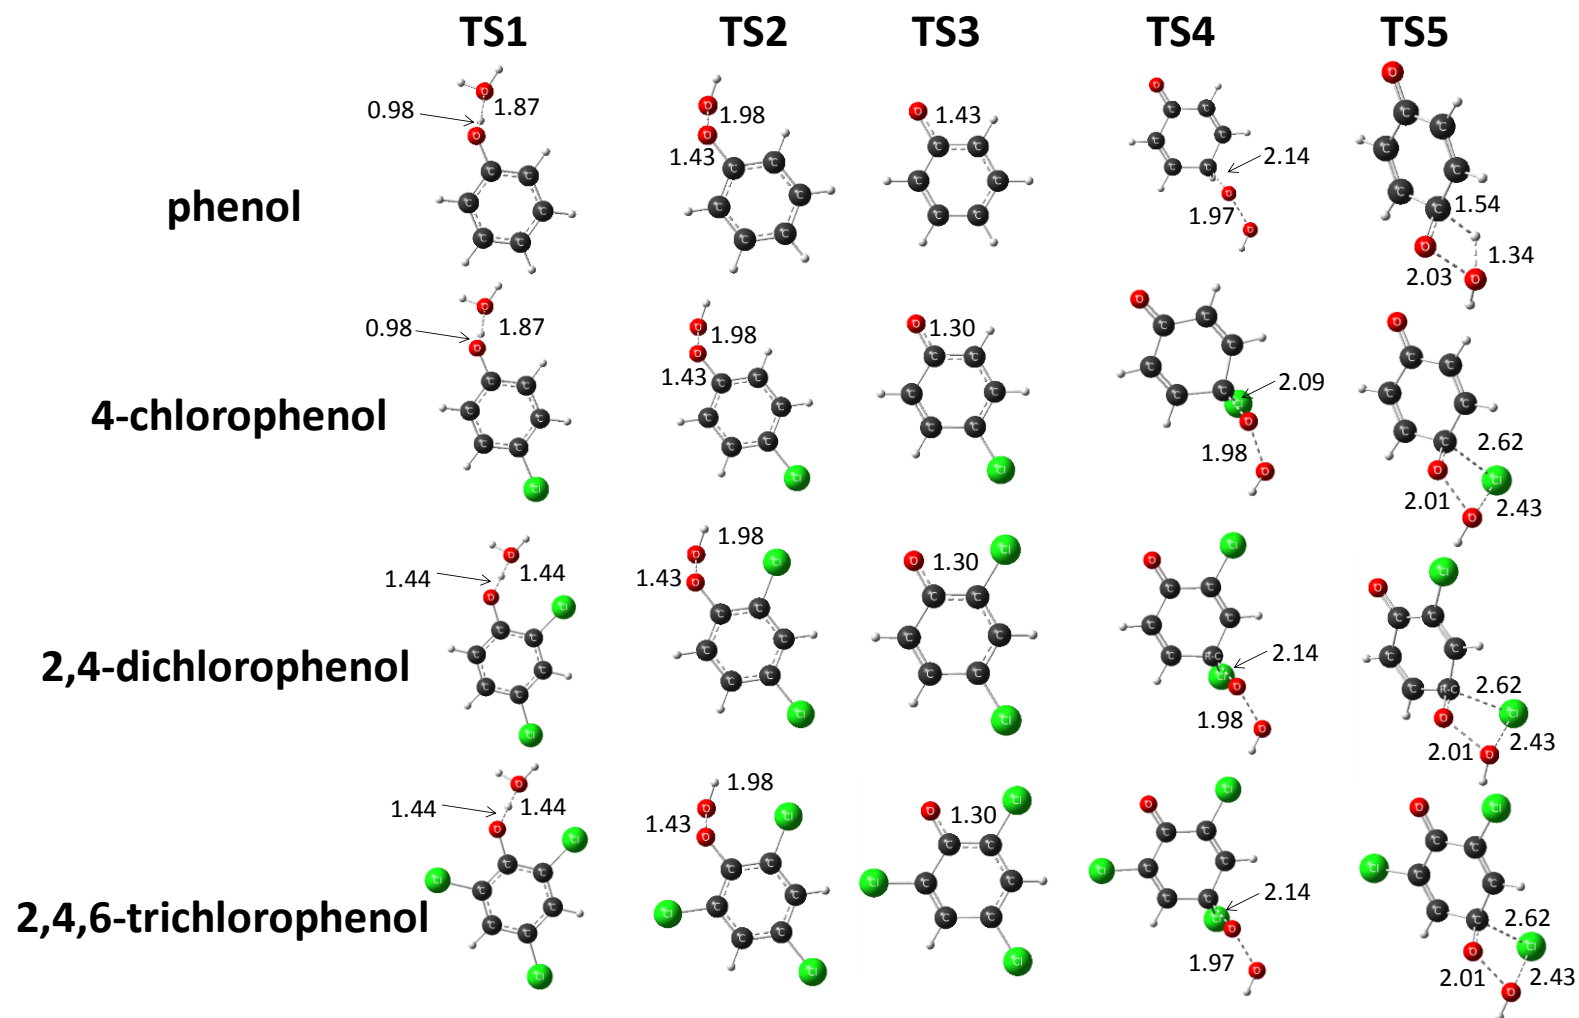 TS1 TS2 TS3 TS4 TS5
phenol
0.98 1.87 1.98 1.43 1.43 2.14 1.97 1.54 1.34 2.03
4-chlorophenol
0.98 1.87 1.98 1.43 1.30 2.09 1.98 2.62 2.01 2.43
2,4-dichlorophenol
1.44 1.44 1.98 1.43 1.30 2.14 1.98 2.62 2.01 2.43
2,4,6-trichlorophenol
1.44 1.44 1.98 1.43 1.30 2.14 1.97 2.62 2.01 2.43